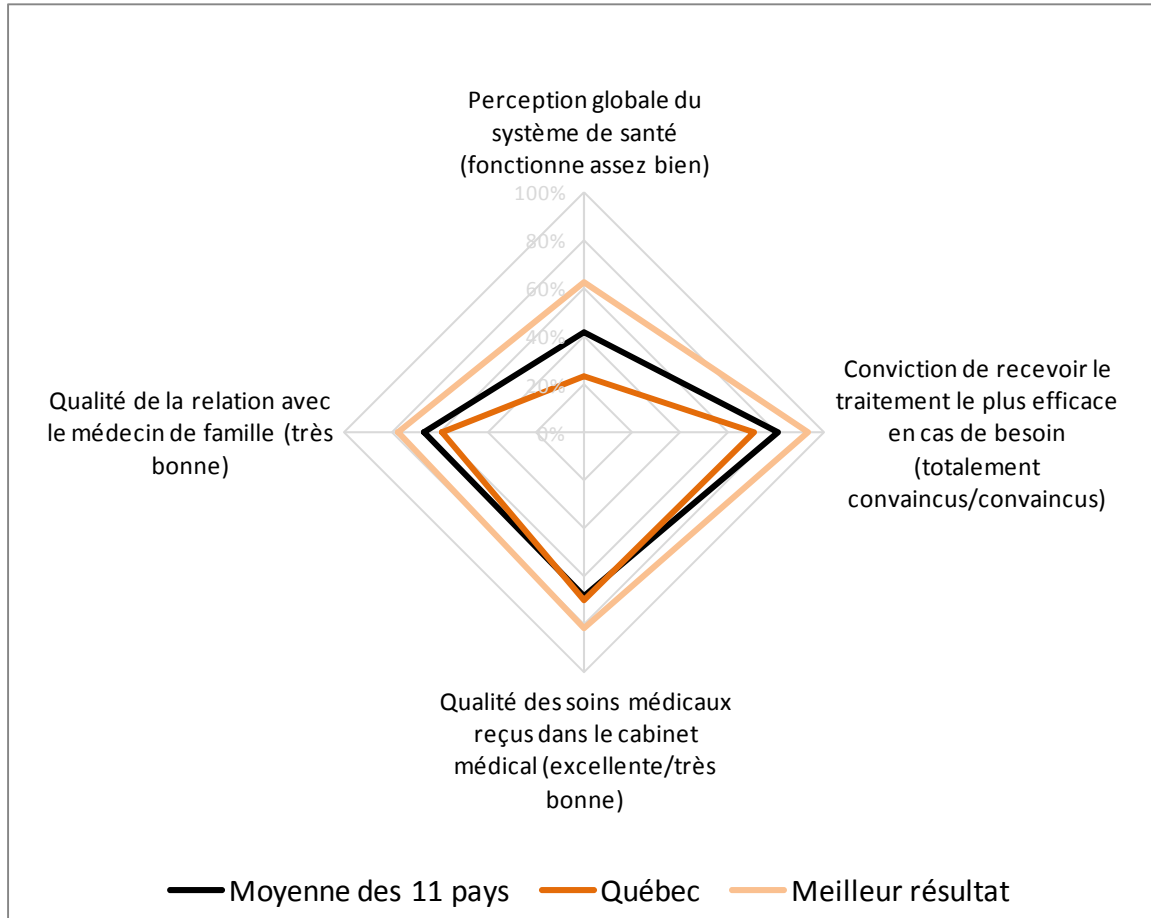 Perception globale du
système de santé
(fonctionne assez bien)
100%
80%
60%
40%
20%
0%
Conviction de recevoir le
traitement le plus efficace
en cas de besoin
(totalement
convaincus/convaincus)
Qualité de la relation avec
le médecin de famille (très
bonne)
Qualité des soins médicaux
reçus dans le cabinet
médical (excellente/très
bonne)
Moyenne des 11 pays
Québec
Meilleur résultat